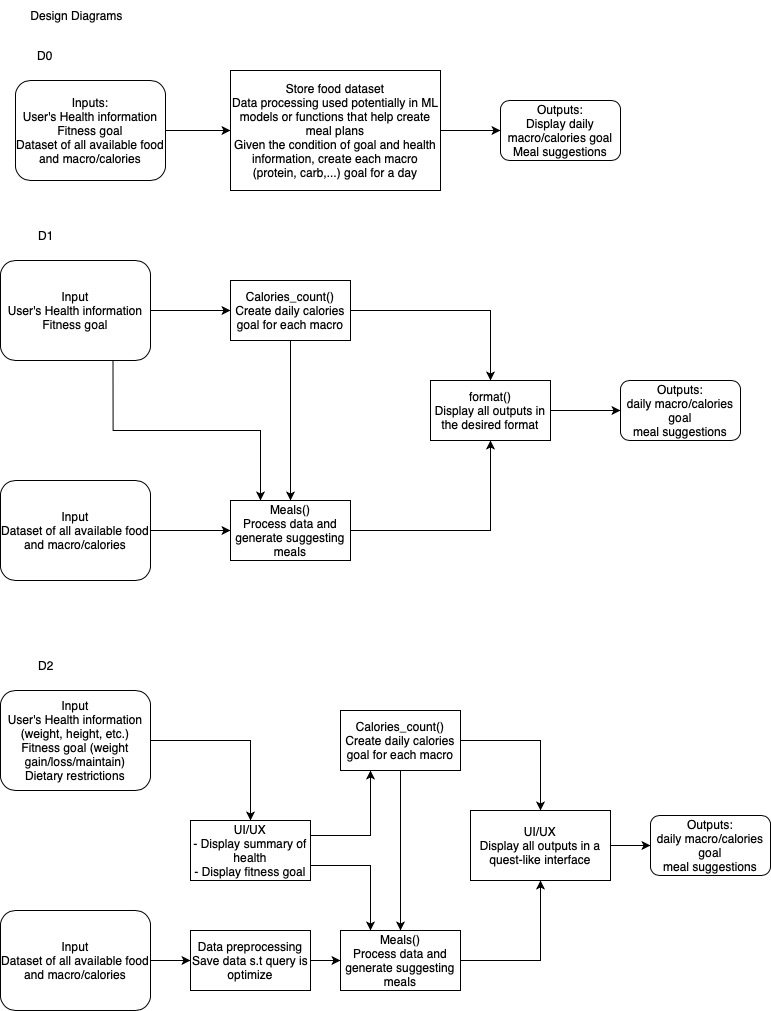 Design Diagrams
D0
Inputs:
User's Health information
Fitness goal
Dataset of all available food
and macro/calories
Store food dataset
Data processing used potentially in ML
models or functions that help create
meal plans
Given the condition of goal and health
information, create each macro
(protein, carb,...) goal for a day
Outputs:
Display daily
macro/calories goal
Meal suggestions
D1
Input
User's Health information
Fitness goal
Calories_count()
Create daily calories
goal for each macro
format()
Display all outputs in
the desired format
Outputs:
daily macro/calories
goal
meal suggestions
Input
Dataset of all available food
and macro/calories
Meals()
Process data and
generate suggesting
meals
D2
Input
User's Health information
(weight, height, etc.)
Fitness goal (weight
gain/loss/maintain)
Dietary restrictions
Calories_count()
Create daily calories
goal for each macro
UI/UX
- Display summary of
health
- Display fitness goal
UI/UX
Display all outputs in a
quest-like interface
Outputs:
daily macro/calories
goal
meal suggestions
Input
Dataset of all available food
and macro/calories
Data preprocessing
Save data s.t query is
optimize
Meals()
Process data and
generate suggesting
meals